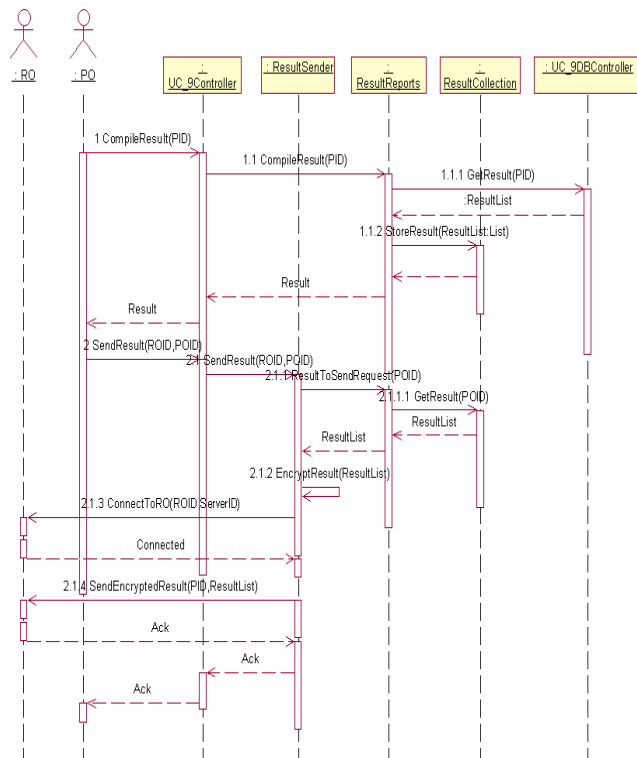 : RO
: PO
:
UC_9Controller
: ResultSender
:
ResultReports
:
ResultCollection
: UC_9DBController
1 CompileResult(PID)
1.1 CompileResult(PID)
1.1.1 GetResult(PID)
:ResultList
1.1.2 StoreResult(ResultList:List)
Result
Result
2 SendResult(ROID,POID)
2.1 SendResult(ROID,POID)
2.1.1 ResultToSendRequest(POID)
2.1.1.1 GetResult(POID)
ResultList
ResultList
2.1.2 EncryptResult(ResultList)
2.1.3 ConnectToRO(ROID:ServerID)
Connected
2.1.4 SendEncryptedResult(PID,ResultList)
Ack
Ack
Ack